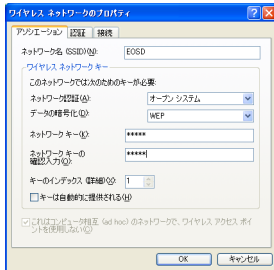 ワイヤレス ネットワークのプロパティ
アソシエーション 認証 接続
ネットワーク名 (SSID)(N): EOSD
ワイヤレス ネットワーク キー
このネットワークでは次のためのキーが必要:
ネットワーク認証(A): オープン システム
データの暗号化(D): WEP
ネットワーク キー(K): *****
ネットワーク キーの
確認入力(O): *****
キーのインデックス (詳細)(X): 1
キーは自動的に提供される(H)
これはコンピュータ相互 (ad hoc) のネットワークで、ワイヤレス アクセス ポイ
ントを使用しない(C)
OK キャンセル